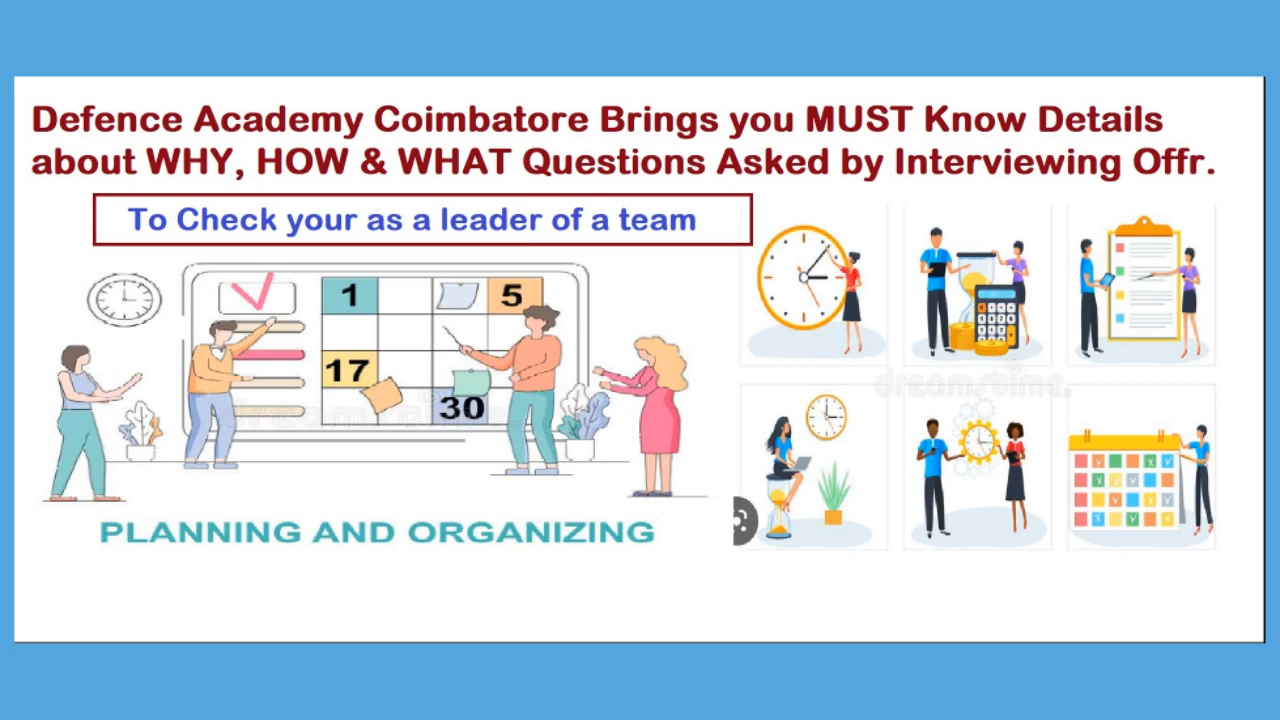 Defence Academy Coimbatore Brings you MUST Know Details
about WHY, HOW & WHAT Questions Asked by Interviewing Offr.
To Check your as a leader of a team
1
5
17
30
PLANNING AND ORGANIZING
dreamstime.